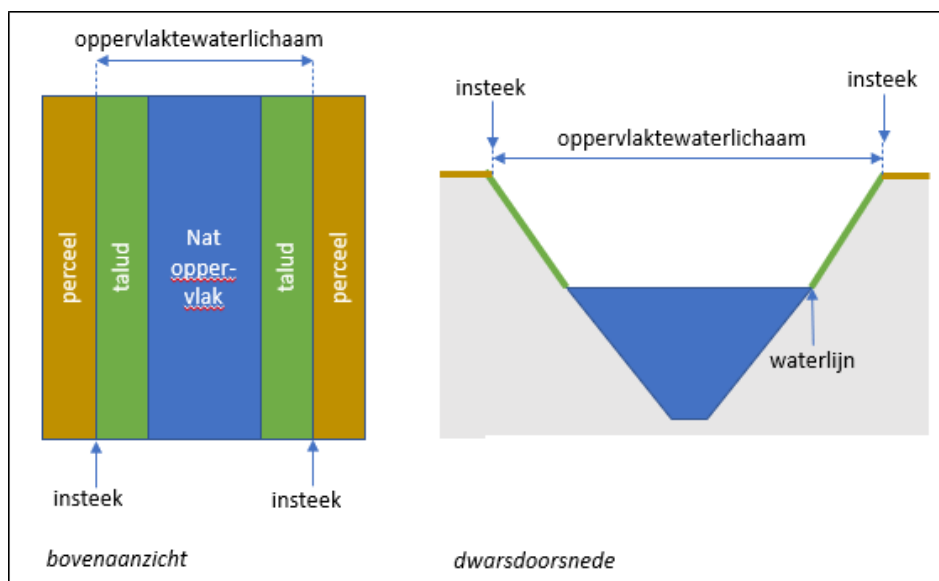 oppervlaktewaterlichaam
perceel
talud
Nat
opper-
vlak
talud
perceel
insteek
insteek
bovenaanzicht
insteek
insteek
oppervlaktewaterlichaam
waterlijn
dwarsdoorsnede